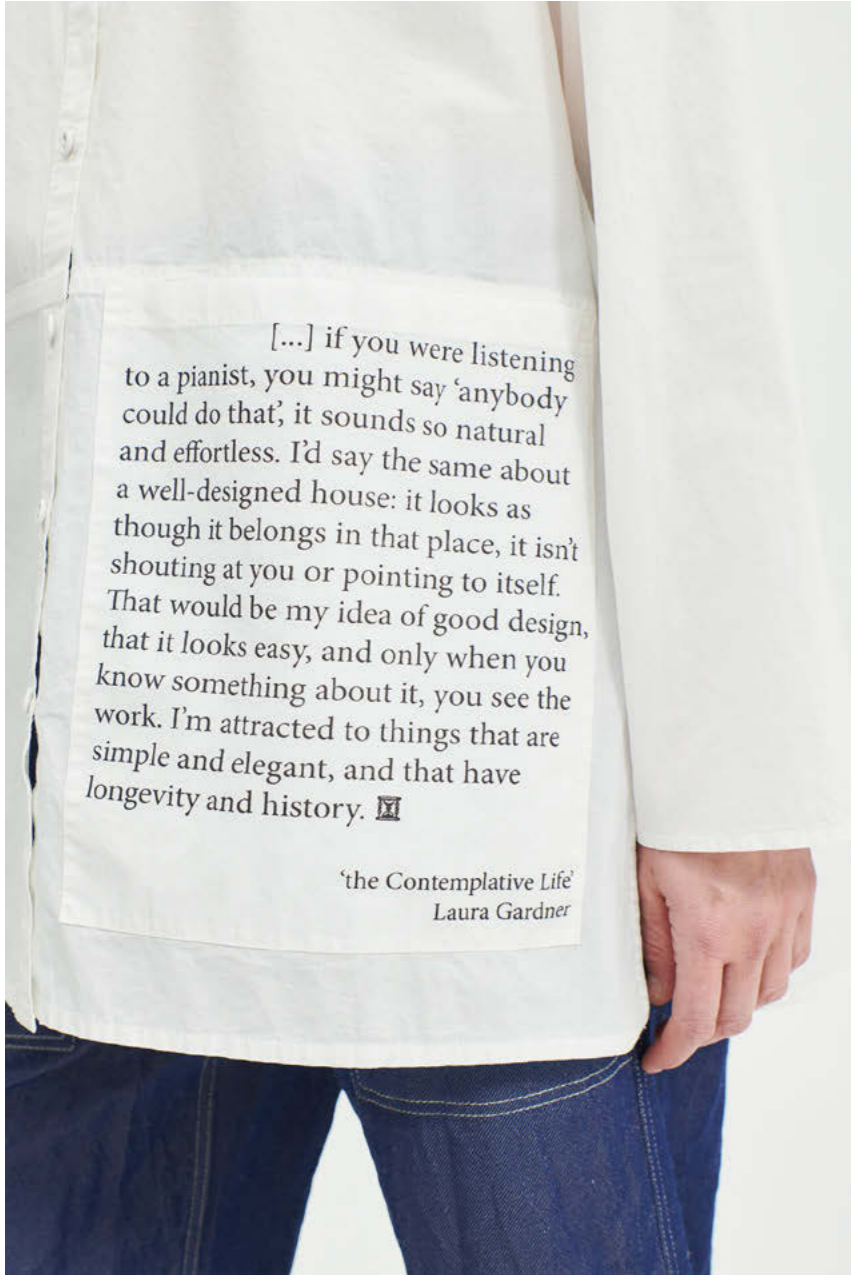 [...] if you were listening
to a pianist, you might say ‘anybody
could do that’, it sounds so natural
and effortless. I’d say the same about
a well-designed house: it looks as
though it belongs in that place, it isn’t
shouting at you or pointing to itself.
That would be my idea of good design,
that it looks easy, and only when you
know something about it, you see the
work. I’m attracted to things that are
simple and elegant, and that have
longevity and history.
‘the Contemplative Life’
Laura Gardner